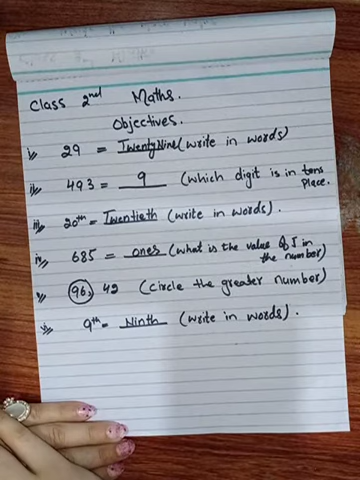 Class 2nd Maths.
Objectives.
i) 29 = TwentyNine (write in words)
ii) 493 = 9 (which digit is in tens place.
iii) 20th = Twentieth (write in words).
iv) 685 = ones (what is the value of 5 in the number)
v) 96, 42 (circle the greater number)
vi) 9th = Ninth (write in words).